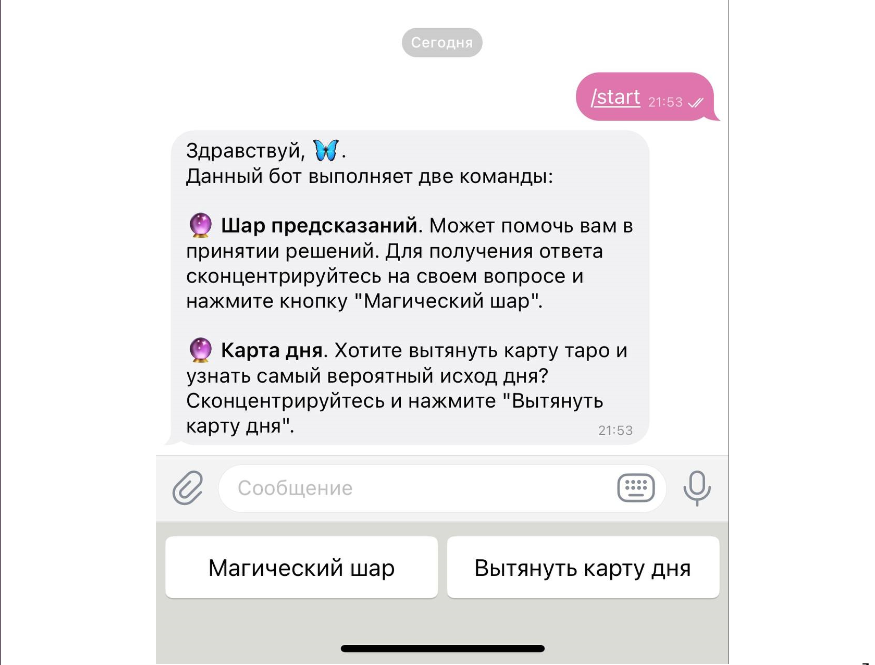 Сегодня
/start 21:53
Здравствуй, 🦋.
Данный бот выполняет две команды:
🔮 Шар предсказаний. Может помочь вам в
принятии решений. Для получения ответа
сконцентрируйтесь на своем вопросе и
нажмите кнопку "Магический шар".
🔮 Карта дня. Хотите вытянуть карту таро и
узнать самый вероятный исход дня?
Сконцентрируйтесь и нажмите "Вытянуть
карту дня".
21:53
Сообщение
Магический шар
Вытянуть карту дня